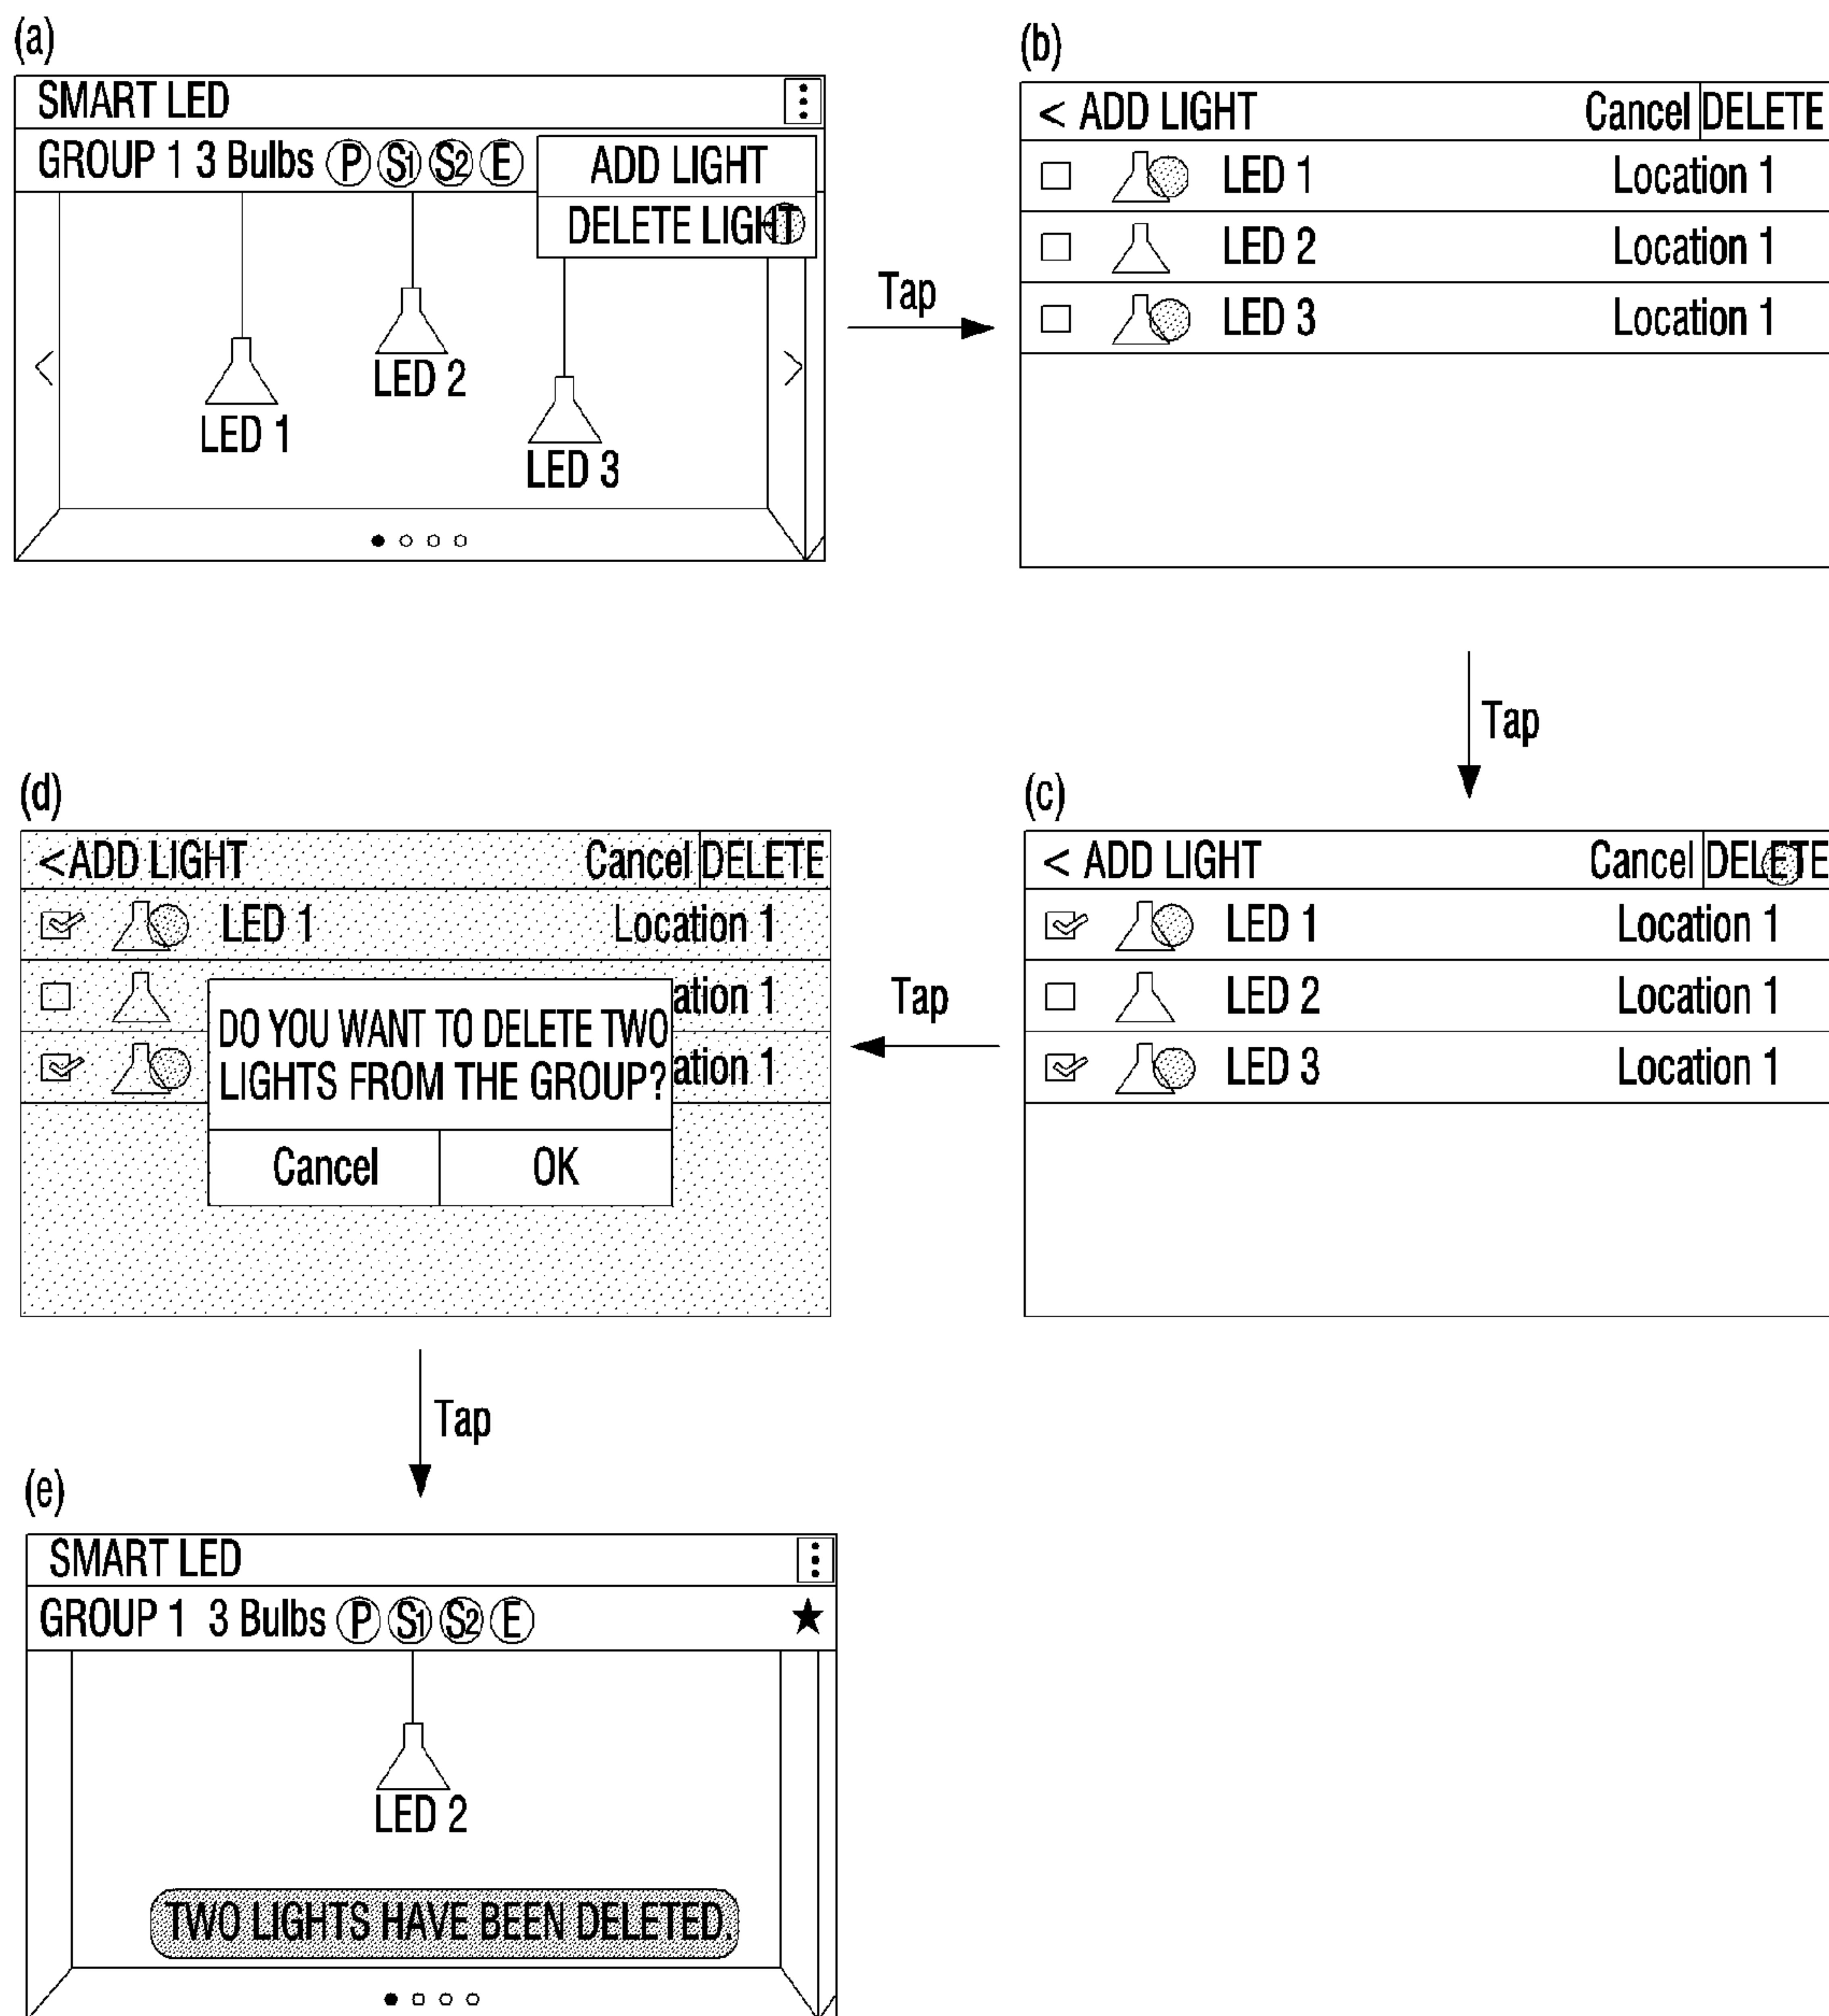 (a)
SMART LED
GROUP 1 3 Bulbs P S1 S2 E
ADD LIGHT
DELETE LIGHT
LED 1
LED 2
LED 3
Tap
(b)
< ADD LIGHT Cancel DELETE
LED 1 Location 1
LED 2 Location 1
LED 3 Location 1
Tap
(c)
< ADD LIGHT Cancel DELETE
LED 1 Location 1
LED 2 Location 1
LED 3 Location 1
Tap
(d)
<ADD LIGHT Cancel DELETE
LED 1 Location 1
ation 1
ation 1
DO YOU WANT TO DELETE TWO
LIGHTS FROM THE GROUP?
Cancel OK
Tap
(e)
SMART LED
GROUP 1 3 Bulbs P S1 S2 E
LED 2
TWO LIGHTS HAVE BEEN DELETED.